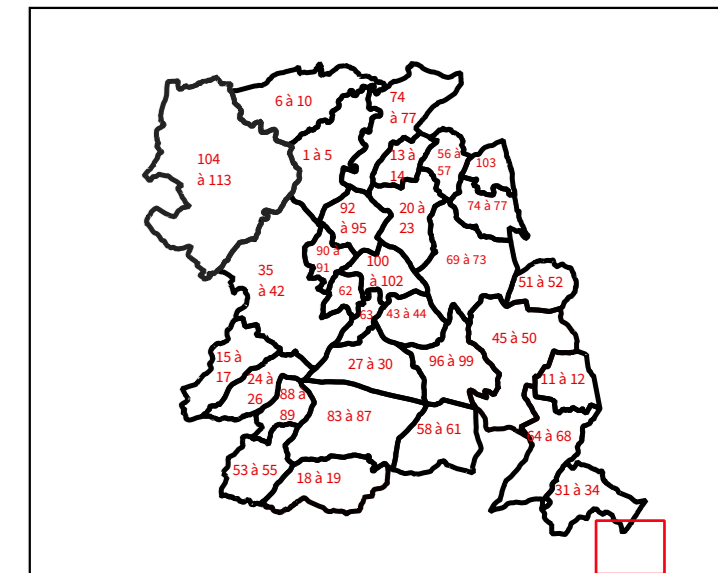 6 à 10
74
à 77
104
à 113
1 à 5
13 à
14
56 à
57
103
92
à 95
20 à
23
74 à 77
90 à
91
100
à 102
69 à 73
35
à 42
62
51 à 52
63
43 à 44
45 à 50
15 à
17
24 à
26
27 à 30
96 à 99
11 à 12
88 à
89
83 à 87
58 à 61
64 à 68
53 à 55
18 à 19
31 à 34